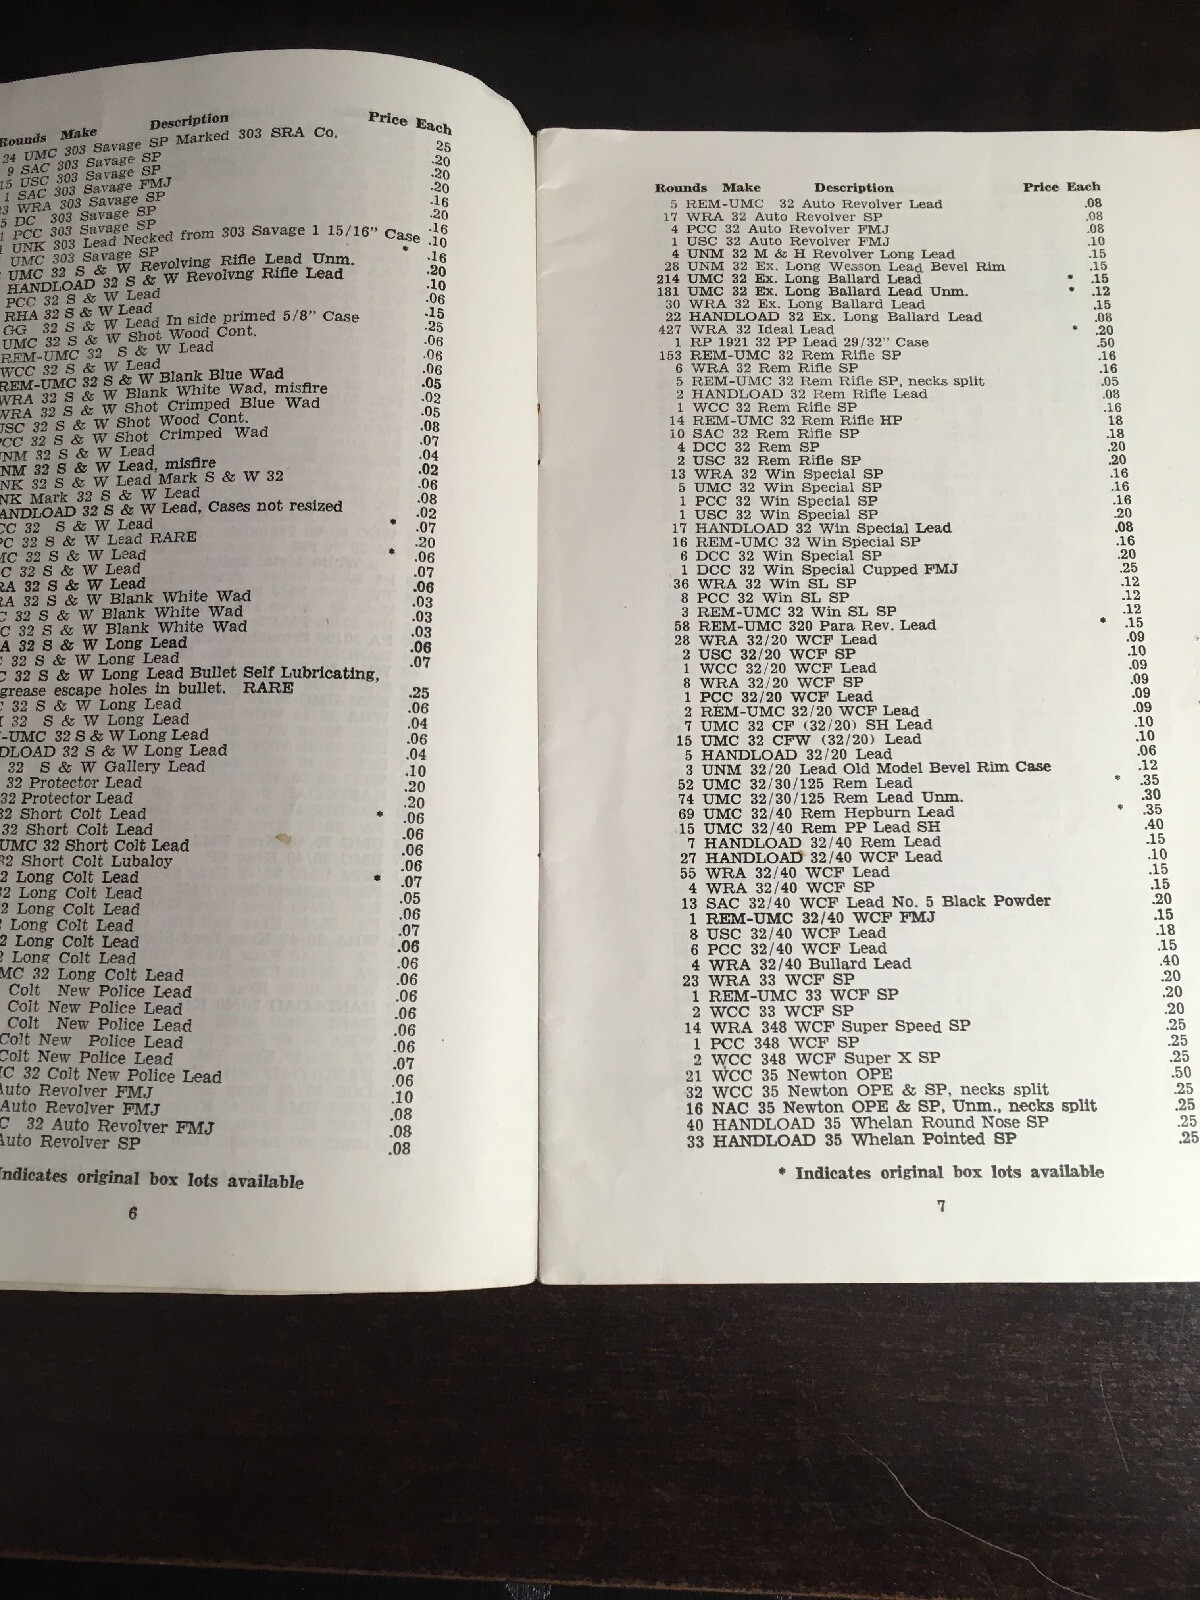 Rounds Make Description Price Each
24 UMC 303 Savage SP Marked 303 SRA Co. 25
9 SAC 303 Savage SP .20
15 USC 303 Savage SP .20
1 SAC 303 Savage FMJ .20
3 WRA 303 Savage SP .16
5 DC 303 Savage SP .20
PCC 303 Savage SP .16
UNK 303 Lead Necked from 303 Savage 1 15/16" Case .10
UMC 303 Savage SP * .16
UMC 32 S & W Revolving Rifle Lead Unm. .20
HANDLOAD 32 S & W Revolvng Rifle Lead .10
PCC 32 S & W Lead .06
RHA 32 S & W Lead .15
GG 32 S & W Lead In side primed 5/8" Case .25
UMC 32 S & W Shot Wood Cont. .06
REM-UMC 32 S & W Lead .06
WCC 32 S & W Lead .06
REM-UMC 32 S & W Blank Blue Wad .05
WRA 32 S & W Blank White Wad, misfire .02
WRA 32 S & W Shot Crimped Blue Wad .05
USC 32 S & W Shot Wood Cont. .08
PCC 32 S & W Shot Crimped Wad .07
NM 32 S & W Lead .04
NM 32 S & W Lead, misfire .02
NK 32 S & W Lead Mark S & W 32 .06
NK Mark 32 S & W Lead .08
ANDLOAD 32 S & W Lead, Cases not resized .02
CC 32 S & W Lead * .07
PC 32 S & W Lead RARE .20
MC 32 S & W Lead * .06
C 32 S & W Lead .07
RA 32 S & W Lead .06
RA 32 S & W Blank White Wad .03
C 32 S & W Blank White Wad .03
C 32 S & W Blank White Wad .03
A 32 S & W Long Lead .06
32 S & W Long Lead .07
C 32 S & W Long Lead Bullet Self Lubricating,
grease escape holes in bullet. RARE .25
32 S & W Long Lead .06
32 S & W Long Lead .04
-UMC 32 S & W Long Lead .06
DLOAD 32 S & W Long Lead .04
32 S & W Gallery Lead .10
32 Protector Lead .20
32 Protector Lead .20
32 Short Colt Lead * .06
32 Short Colt Lead .06
UMC 32 Short Colt Lead .06
32 Short Colt Lubaloy .06
2 Long Colt Lead * .07
32 Long Colt Lead .05
2 Long Colt Lead .06
Long Colt Lead .07
2 Long Colt Lead .06
2 Long Colt Lead .06
MC 32 Long Colt Lead .06
Colt New Police Lead .06
Colt New Police Lead .06
Colt New Police Lead .06
Colt New Police Lead .06
Colt New Police Lead .07
MC 32 Colt New Police Lead .06
Auto Revolver FMJ .10
Auto Revolver FMJ .08
C 32 Auto Revolver FMJ .08
Auto Revolver SP .08
Indicates original box lots available
6
Rounds Make Description Price Each
5 REM-UMC 32 Auto Revolver Lead .08
17 WRA 32 Auto Revolver SP .08
4 PCC 32 Auto Revolver FMJ .08
1 USC 32 Auto Revolver FMJ .10
4 UNM 32 M & H Revolver Long Lead .15
28 UNM 32 Ex. Long Wesson Lead Bevel Rim .15
214 UMC 32 Ex. Long Ballard Lead * .15
181 UMC 32 Ex. Long Ballard Lead Unm. * .12
30 WRA 32 Ex. Long Ballard Lead .15
22 HANDLOAD 32 Ex. Long Ballard Lead .08
427 WRA 32 Ideal Lead * .20
1 RP 1921 32 PP Lead 29/32" Case .50
153 REM-UMC 32 Rem Rifle SP .16
6 WRA 32 Rem Rifle SP .16
5 REM-UMC 32 Rem Rifle SP, necks split .05
2 HANDLOAD 32 Rem Rifle Lead .08
1 WCC 32 Rem Rifle SP .16
14 REM-UMC 32 Rem Rifle HP 18
10 SAC 32 Rem Rifle SP .18
4 DCC 32 Rem SP .20
2 USC 32 Rem Rifle SP .20
13 WRA 32 Win Special SP .16
5 UMC 32 Win Special SP .16
1 PCC 32 Win Special SP .16
1 USC 32 Win Special SP .20
17 HANDLOAD 32 Win Special Lead .08
16 REM-UMC 32 Win Special SP .16
6 DCC 32 Win Special SP .20
1 DCC 32 Win Special Cupped FMJ .25
36 WRA 32 Win SL SP .12
8 PCC 32 Win SL SP .12
3 REM-UMC 32 Win SL SP .12
58 REM-UMC 320 Para Rev. Lead * .15
28 WRA 32/20 WCF Lead .09
2 USC 32/20 WCF SP .10
1 WCC 32/20 WCF Lead .09
8 WRA 32/20 WCF SP .09
1 PCC 32/20 WCF Lead .09
2 REM-UMC 32/20 WCF Lead .09
7 UMC 32 CF (32/20) SH Lead .10
15 UMC 32 CFW (32/20) Lead .10
5 HANDLOAD 32/20 Lead .06
3 UNM 32/20 Lead Old Model Bevel Rim Case .12
52 UMC 32/30/125 Rem Lead * .35
74 UMC 32/30/125 Rem Lead Unm. .30
69 UMC 32/40 Rem Hepburn Lead * .35
15 UMC 32/40 Rem PP Lead SH .40
7 HANDLOAD 32/40 Rem Lead .15
27 HANDLOAD 32/40 WCF Lead .10
55 WRA 32/40 WCF Lead .15
4 WRA 32/40 WCF SP .15
13 SAC 32/40 WCF Lead No. 5 Black Powder .20
1 REM-UMC 32/40 WCF FMJ .15
8 USC 32/40 WCF Lead .18
6 PCC 32/40 WCF Lead .15
4 WRA 32/40 Bullard Lead .40
23 WRA 33 WCF SP .20
1 REM-UMC 33 WCF SP .20
2 WCC 33 WCF SP .20
14 WRA 348 WCF Super Speed SP .25
1 PCC 348 WCF SP .25
2 WCC 348 WCF Super X SP .25
21 WCC 35 Newton OPE .50
32 WCC 35 Newton OPE & SP, necks split .25
16 NAC 35 Newton OPE & SP, Unm., necks split .25
40 HANDLOAD 35 Whelan Round Nose SP .25
33 HANDLOAD 35 Whelan Pointed SP .25
* Indicates original box lots available
7